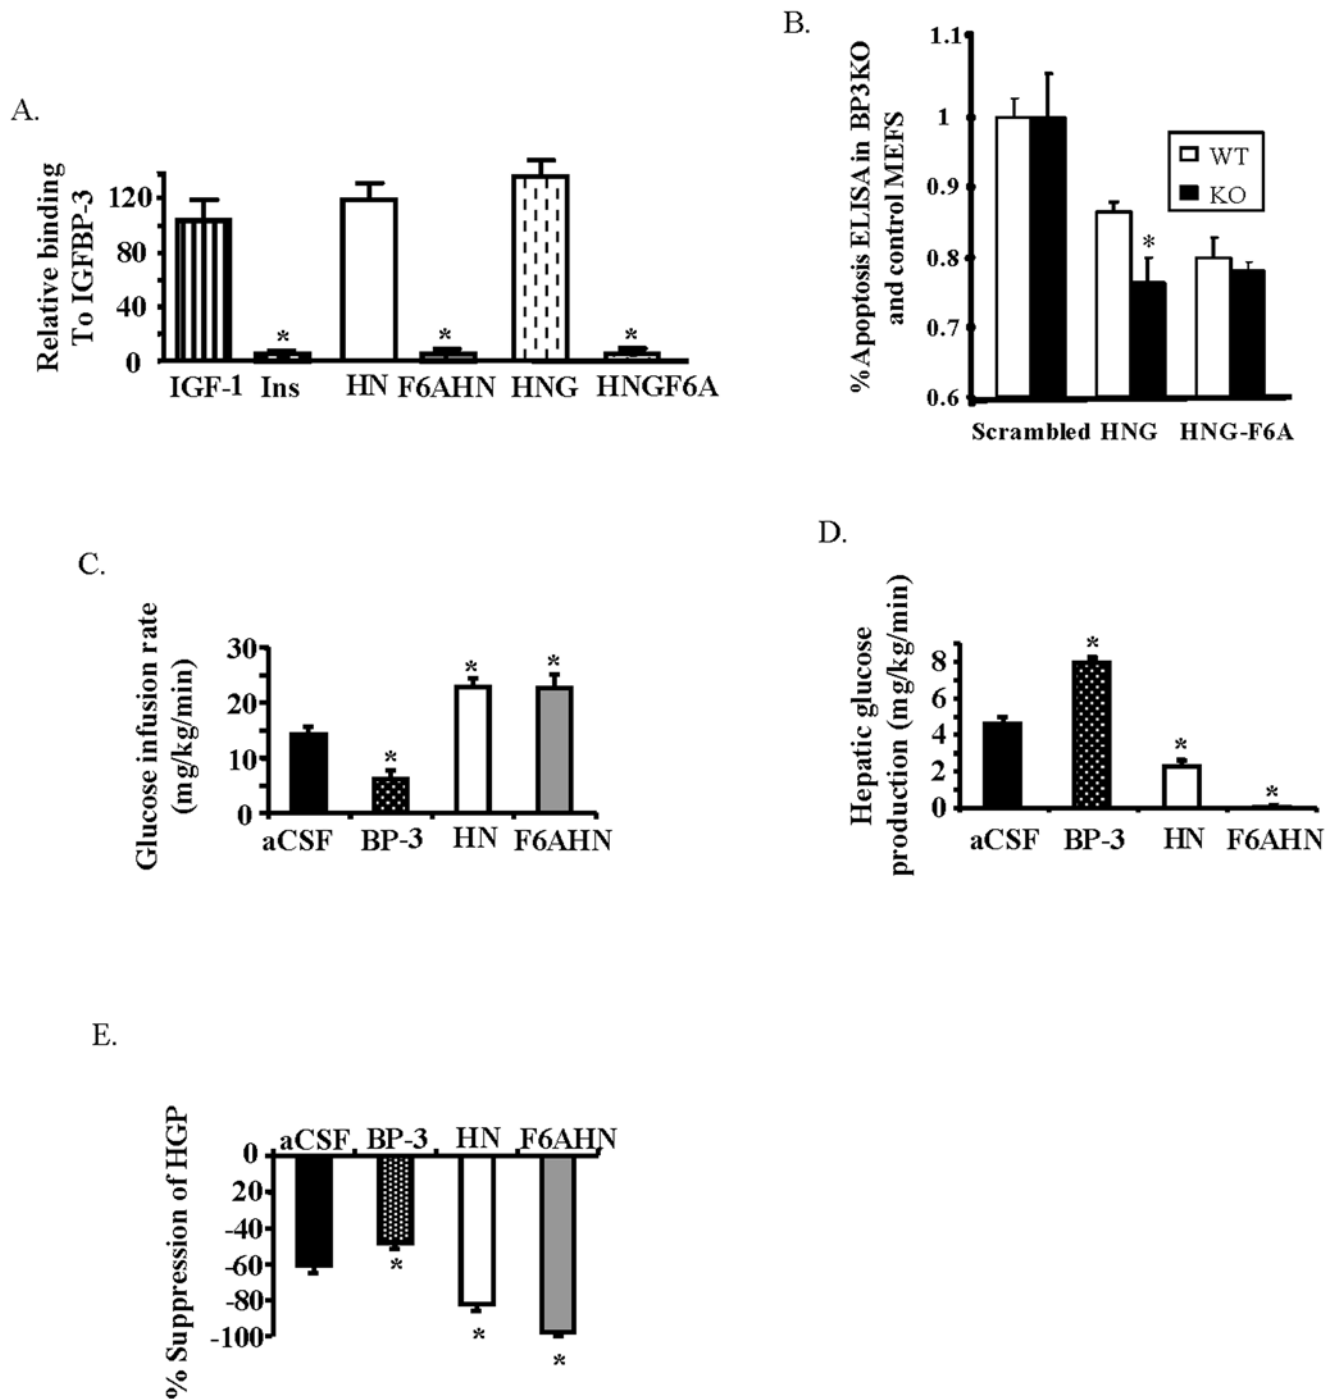 A.
Relative binding
To IGFBP-3
120
80
40
0
*
*
*
IGF-1 Ins HN F6AHN HNG HNGF6A
B.
%Apoptosis ELISA in BP3KO
and control MEFS
1.1
1
0.9
0.8
0.7
0.6
WT
KO
*
Scrambled HNG HNG-F6A
C.
Glucose infusion rate
(mg/kg/min)
30
20
10
0
*
*
*
aCSF BP-3 HN F6AHN
D.
Hepatic glucose
production (mg/kg/min)
8
6
4
2
0
*
*
*
aCSF BP-3 HN F6AHN
E.
% Suppression of HGP
aCSF BP-3 HN F6AHN
0
20
-40
-60
-80
-100
*
*
*